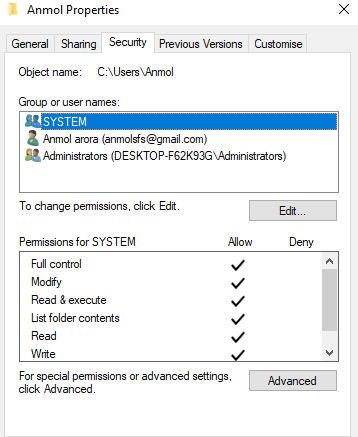 Anmol Properties
General Sharing Security Previous Versions Customise
Object name: C:\Users\Anmol
Group or user names:
SYSTEM
Anmol arora (anmolsfs@gmail.com)
Administrators (DESKTOP-F62K93G\Administrators)
To change permissions, click Edit.
Edit...
Permissions for SYSTEM Allow Deny
Full control
Modify
Read & execute
List folder contents
Read
Write
For special permissions or advanced settings,
click Advanced.
Advanced